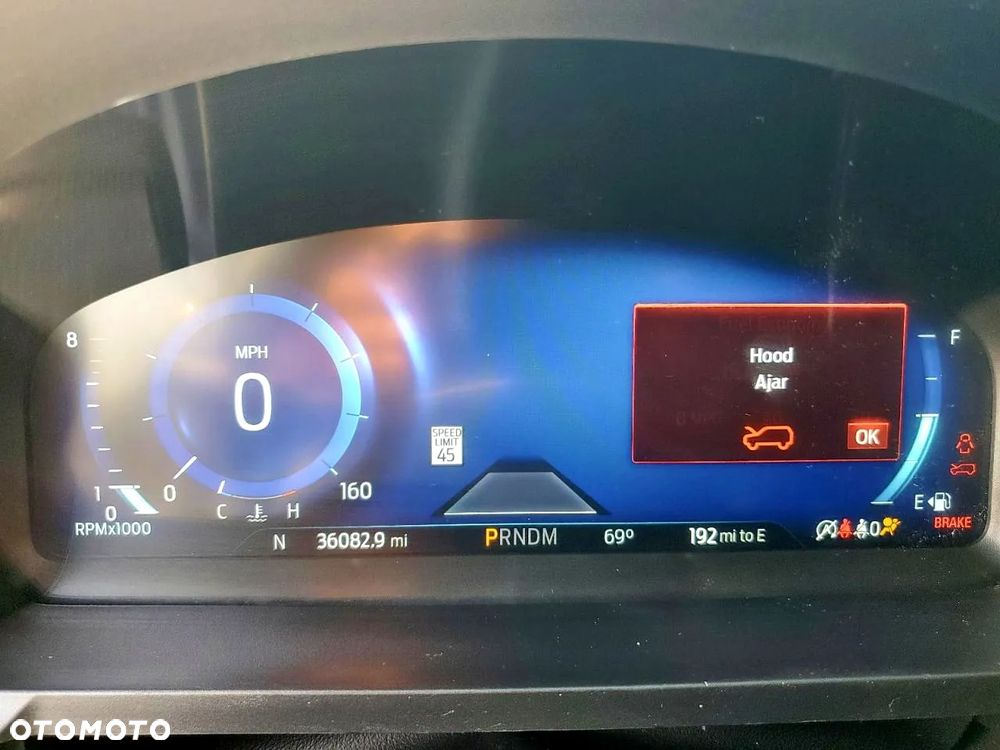 8
MPH
0
Hood
Ajar
OK
F
SPEED
LIMIT
45
1
0
0
160
C
H
E
RPMx1000
BRAKE
N 36082.9 mi PRNDM 69° 192 mi to E
0
OTOMOTO